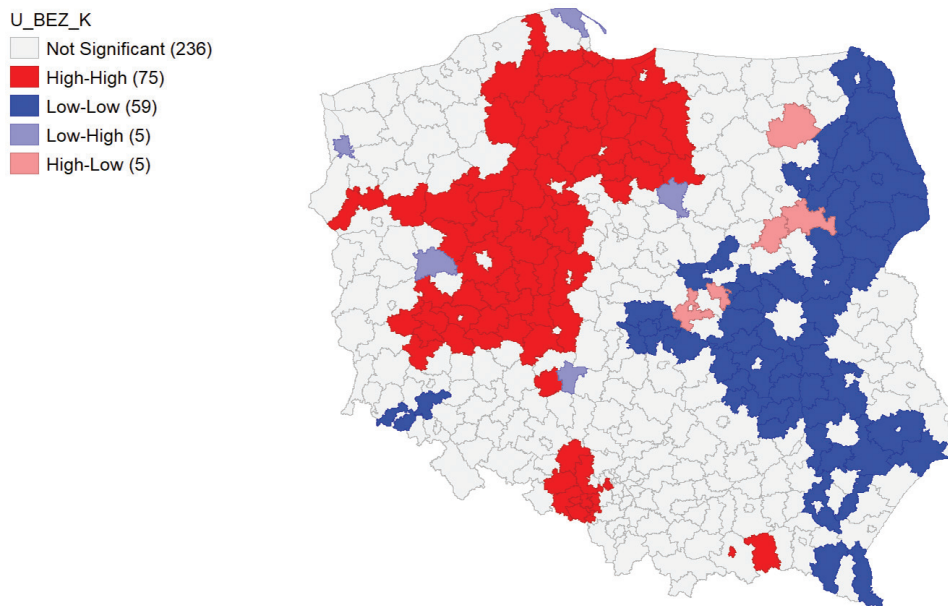 U_BEZ_K
Not Significant (236)
High-High (75)
Low-Low (59)
Low-High (5)
High-Low (5)